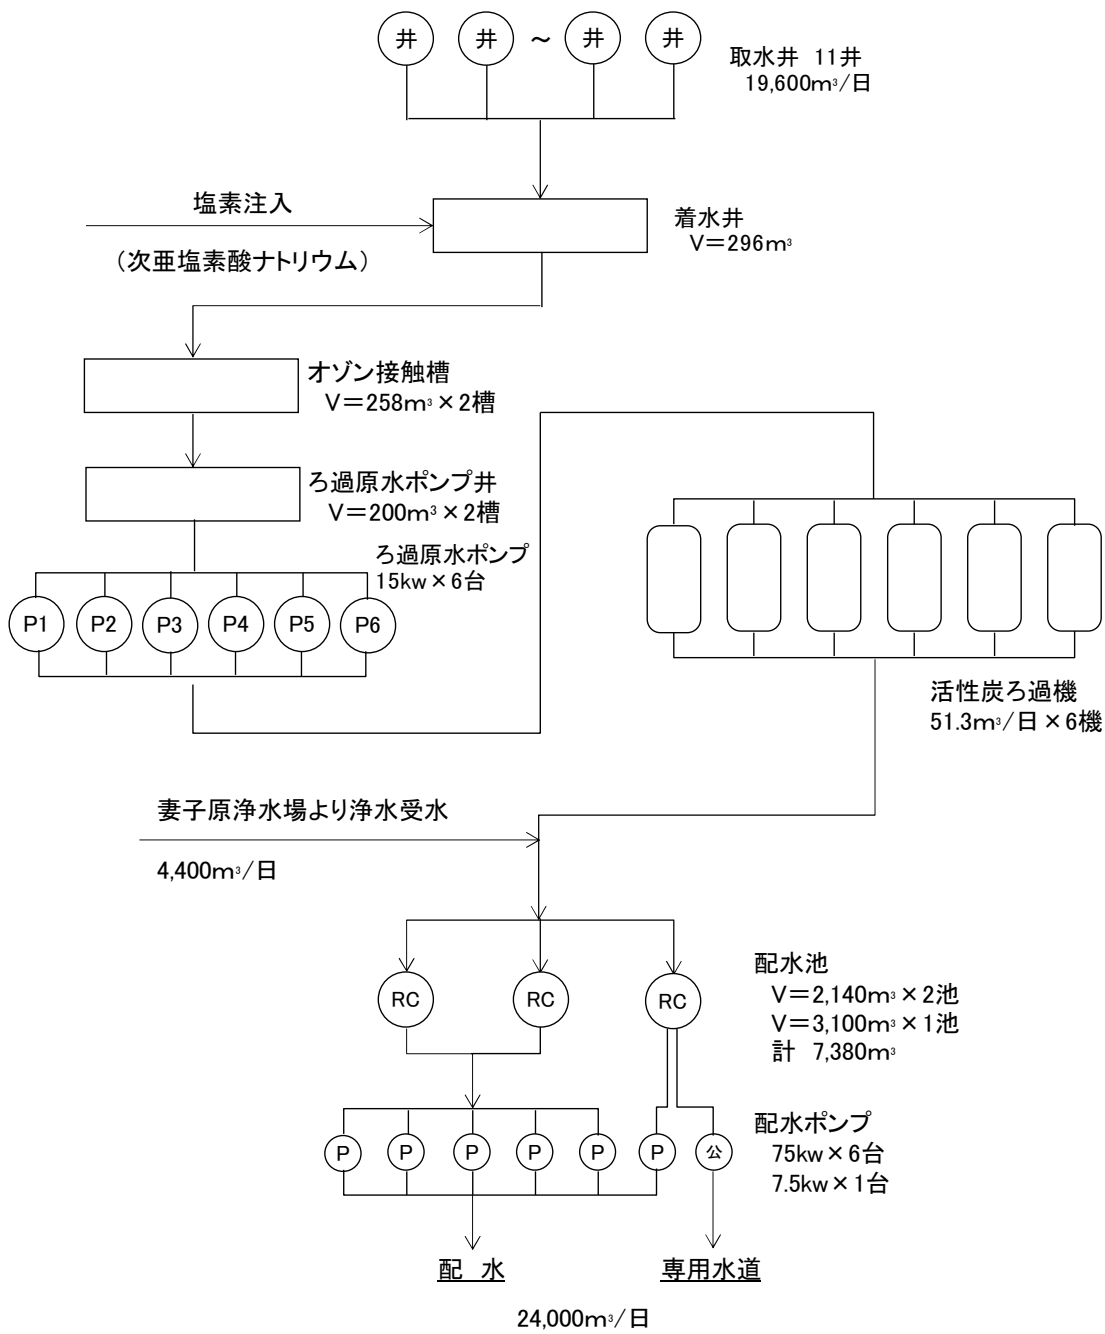 井 井 ～ 井 井
取水井 11井
19,600m³/日
塩素注入
（次亜塩素酸ナトリウム）
着水井
V＝296m³
オゾン接触槽
V＝258m³×2槽
ろ過原水ポンプ井
V＝200m³×2槽
ろ過原水ポンプ
15kw×6台
P1 P2 P3 P4 P5 P6
活性炭ろ過機
51.3m³/日×6機
妻子原浄水場より浄水受水
4,400m³/日
RC RC RC
配水池
V＝2,140m³×2池
V＝3,100m³×1池
計 7,380m³
P P P P P P 公
配水ポンプ
75kw×6台
7.5kw×1台
配 水
専用水道
24,000m³/日